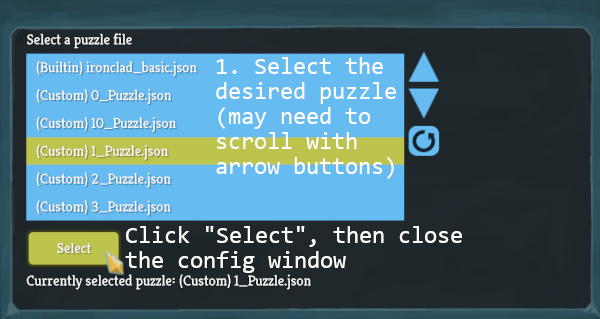 Select a puzzle file
(Builtin) ironclad_basic.json
(Custom) 0_Puzzle.json
(Custom) 10_Puzzle.json
(Custom) 1_Puzzle.json
(Custom) 2_Puzzle.json
(Custom) 3_Puzzle.json
1. Select the
desired puzzle
(may need to
scroll with
arrow buttons)
Select
Click "Select", then close
the config window
Currently selected puzzle: (Custom) 1_Puzzle.json